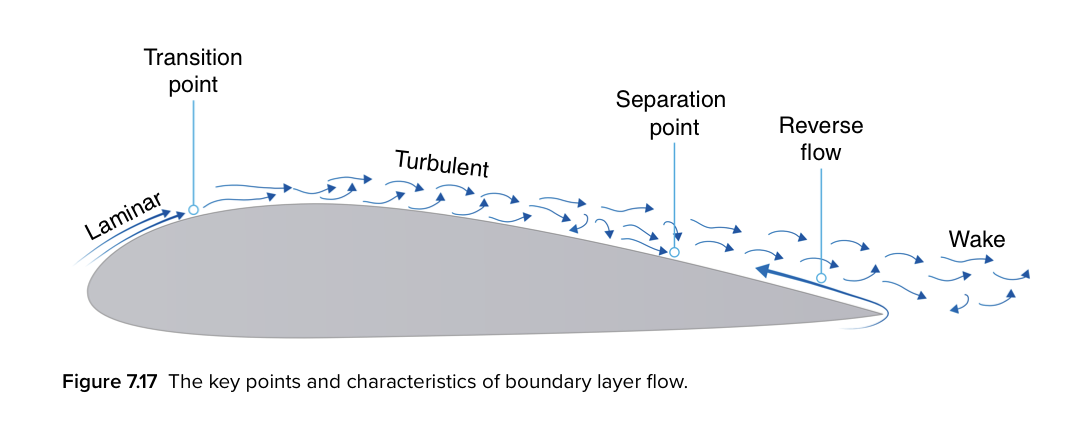 Transition
point
Separation
point
Reverse
flow
Turbulent
Laminar
Wake
Figure 7.17 The key points and characteristics of boundary layer flow.